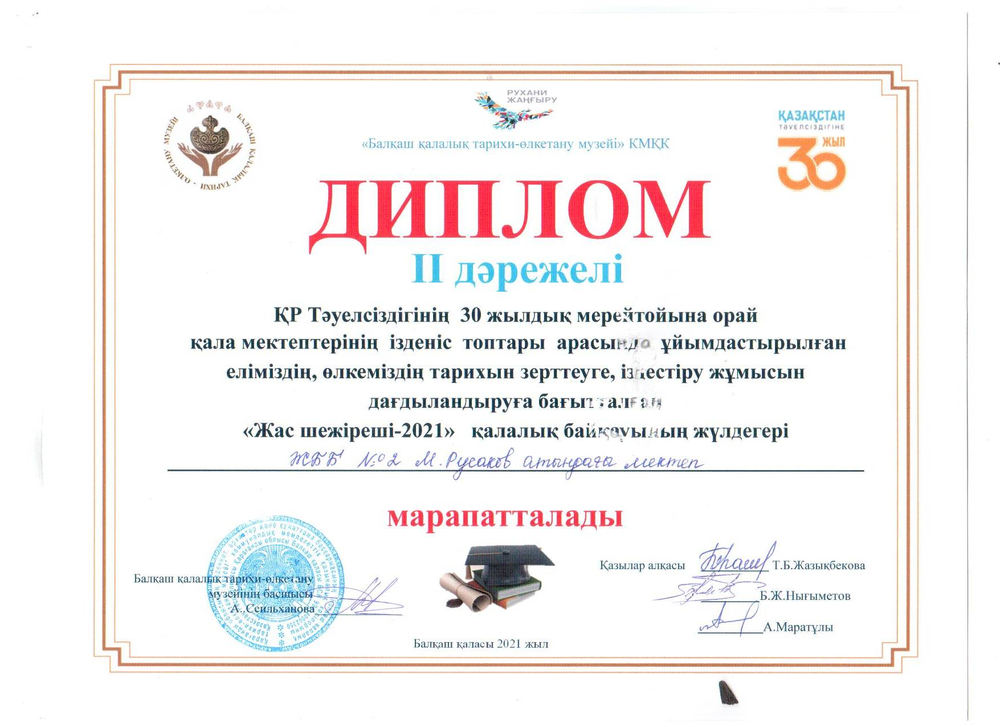 РУХАНИ
ЖАҢҒЫРУ
БАЛҚАШ ҚАЛАЛЫҚ ТАРИХИ - ӨЛКЕТАНУ МУЗЕЙІ
ҚАЗАҚСТАН
ТӘУЕЛСІЗДІГІНЕ
30 ЖЫЛ
«Балқаш қалалық тарихи-өлкетану музейі» КМҚК
ДИПЛОМ
II дәрежелі
ҚР Тәуелсіздігінің 30 жылдық мерейтойына орай
қала мектептерінің ізденіс топтары арасында ұйымдастырылған
еліміздің, өлкеміздің тарихын зерттеуге, іздестіру жұмысын
дағдыландыруға бағытталған
«Жас шежіреші-2021» қалалық байқауының жүлдегері
ЖББ №2 М.Русаков атындағы мектеп
марапатталады
Балқаш қалалық тарихи-өлкетану
музейінің басшысы
А..Сейльханова
Қазылар алқасы Т.Б.Жазықбекова
Б.Ж.Нығыметов
А.Маратұлы
Балқаш қаласы 2021 жыл